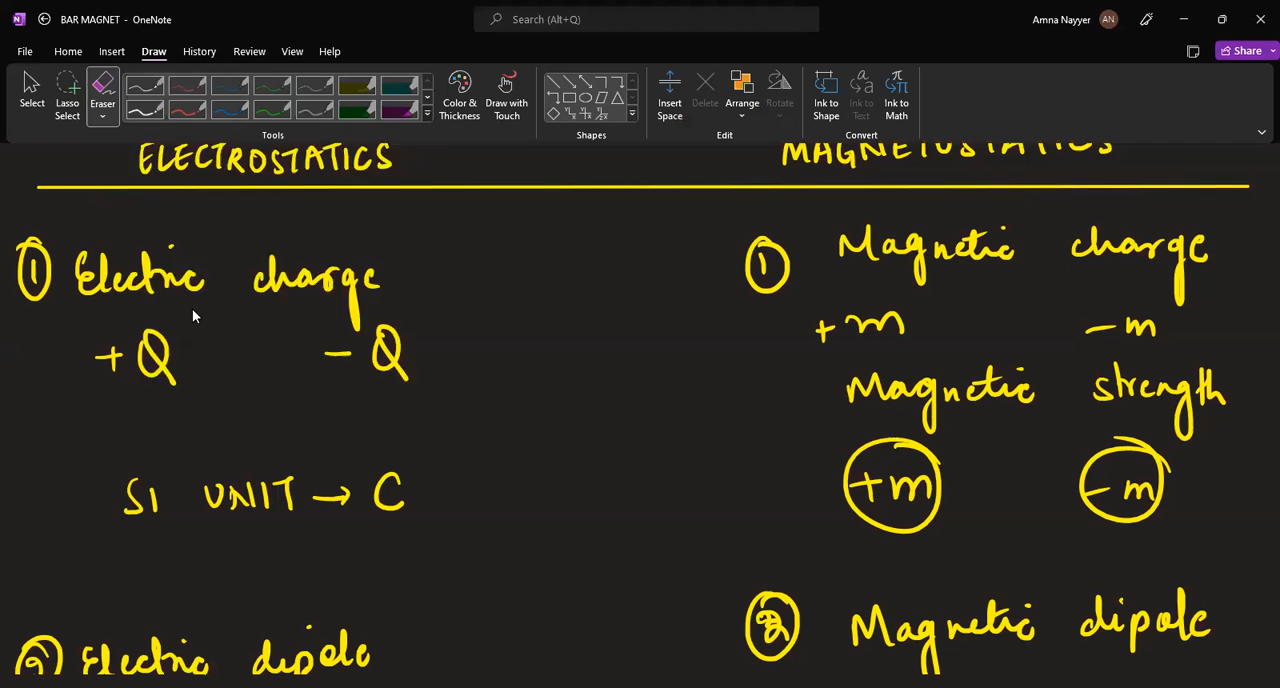 BAR MAGNET - OneNote
Search (Alt+Q)
Amna Nayyer AN
File Home Insert Draw History Review View Help
Share
Select Lasso Select Eraser
Color & Thickness Draw with Touch
Insert Space Delete Arrange Rotate
Ink to Shape Ink to Text Ink to Math
Tools Shapes Edit Convert
ELECTROSTATICS
MAGNETOSTATICS
① Electric charge
+Q -Q
SI UNIT → C
② Electric dipole
① Magnetic charge
+m -m
Magnetic strength
+m -m
② Magnetic dipole